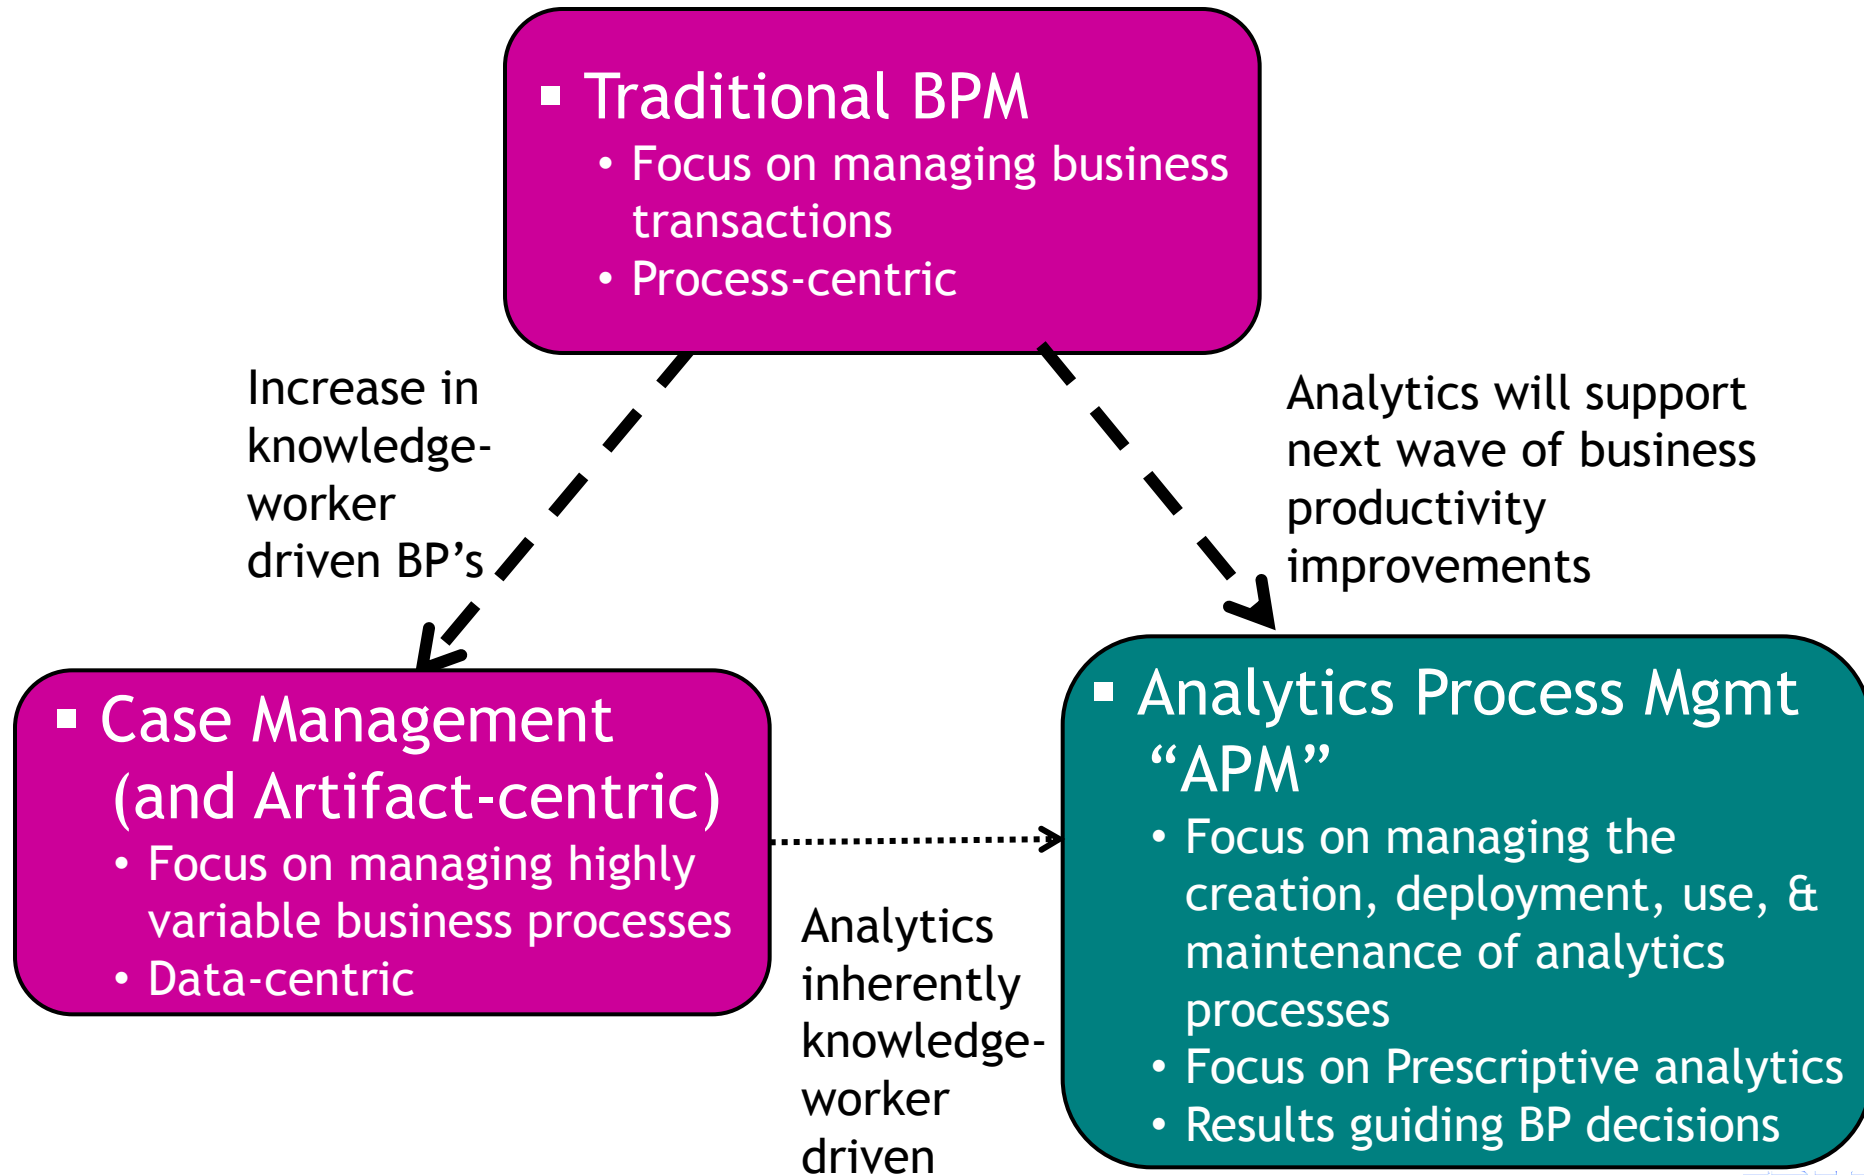 ▪ Traditional BPM
• Focus on managing business
transactions
• Process-centric
Increase in
knowledge-
worker
driven BP’s
Analytics will support
next wave of business
productivity
improvements
▪ Case Management
(and Artifact-centric)
• Focus on managing highly
variable business processes
• Data-centric
Analytics
inherently
knowledge-
worker
driven
▪ Analytics Process Mgmt
“APM”
• Focus on managing the
creation, deployment, use, &
maintenance of analytics
processes
• Focus on Prescriptive analytics
• Results guiding BP decisions